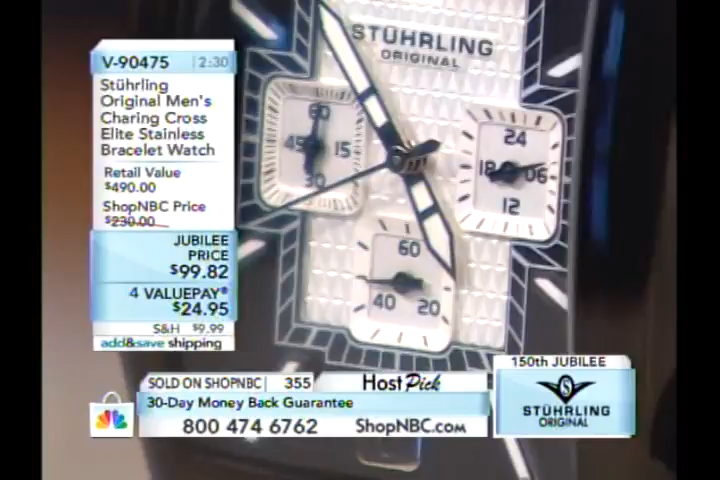 V-90475 2:30
Stührling
Original Men's
Charing Cross
Elite Stainless
Bracelet Watch
Retail Value
$490.00
ShopNBC Price
$230.00
JUBILEE
PRICE
$99.82
4 VALUEPAY®
$24.95
S&H $9.99
add&save shipping
STÜHRLING
ORIGINAL
60
45 15
30
24
18 06
12
60
40 20
SOLD ON SHOPNBC 355 Host Pick
30-Day Money Back Guarantee
800 474 6762 ShopNBC.com
150th JUBILEE
S
STÜHRLING
ORIGINAL